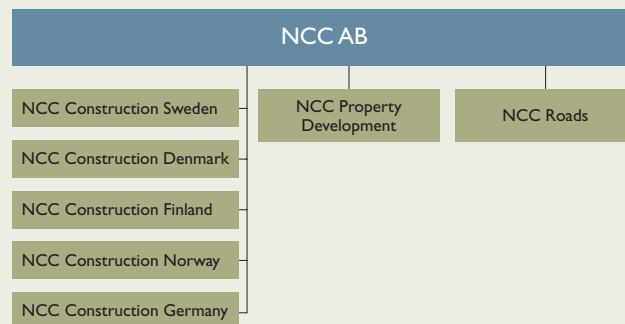 NCC AB
NCC Construction Sweden
NCC Property
Development
NCC Roads
NCC Construction Denmark
NCC Construction Finland
NCC Construction Norway
NCC Construction Germany